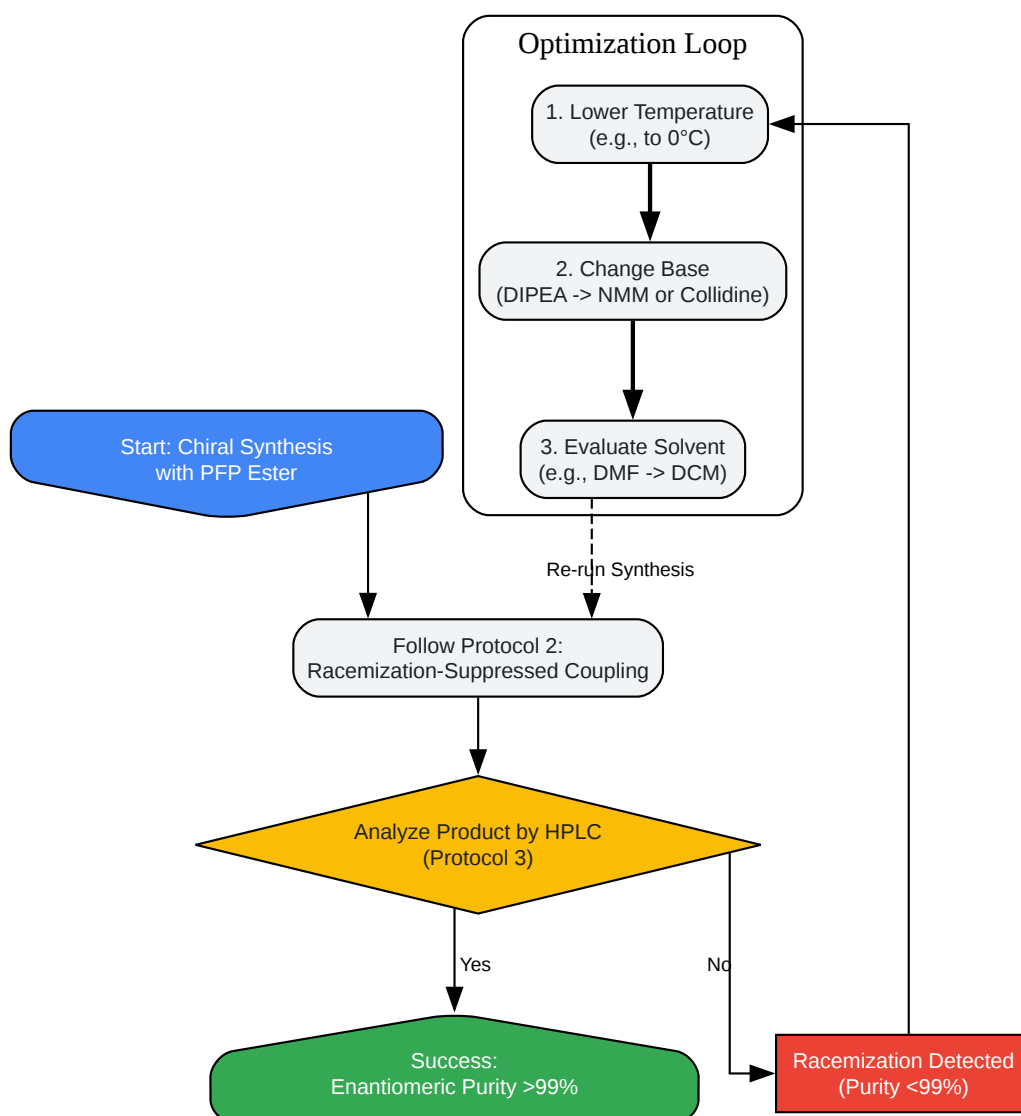 Optimization Loop
1. Lower Temperature
(e.g., to 0°C)
2. Change Base
(DIPEA -> NMM or Collidine)
3. Evaluate Solvent
(e.g., DMF -> DCM)
Start: Chiral Synthesis
with PFP Ester
Re-run Synthesis
Follow Protocol 2:
Racemization-Suppressed Coupling
Analyze Product by HPLC
(Protocol 3)
Yes
No
Success:
Enantiomeric Purity >99%
Racemization Detected
(Purity <99%)